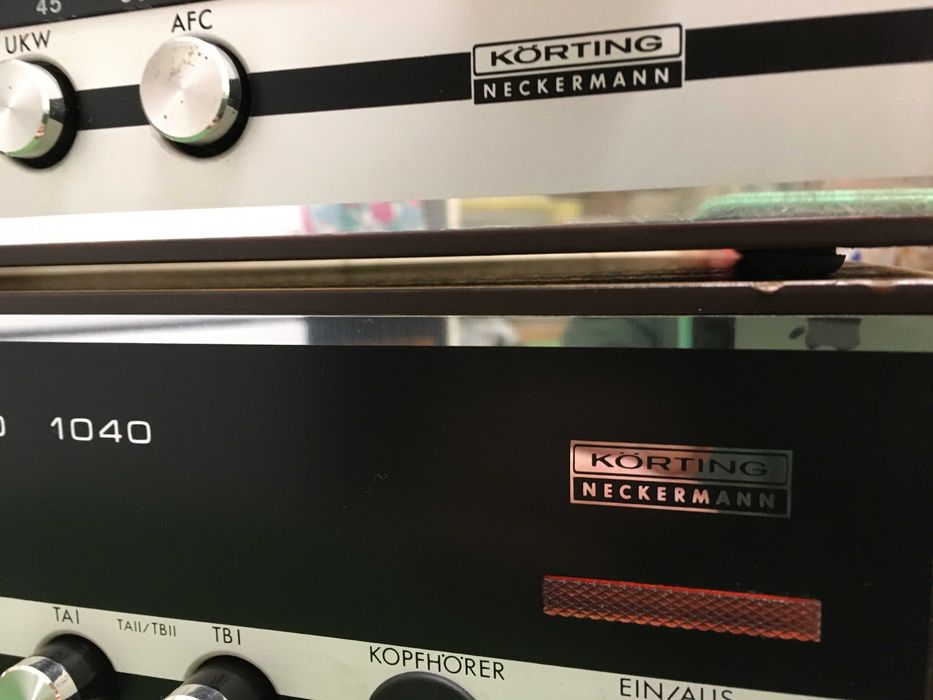 45
UKW AFC
KÖRTING
NECKERMANN
1040
KÖRTING
NECKERMANN
TAI TAII/TBII TBI
KOPFHÖRER
EIN/AUS